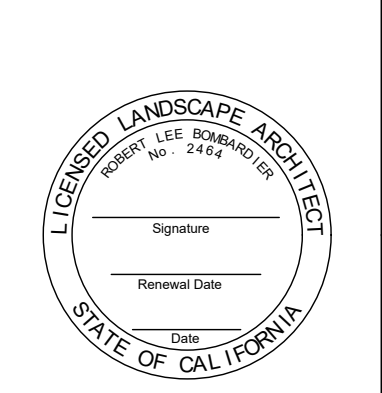 LICENSED LANDSCAPE ARCHITECT
ROBERT LEE BOMBARDIER
No. 2464
Signature
Renewal Date
Date
STATE OF CALIFORNIA